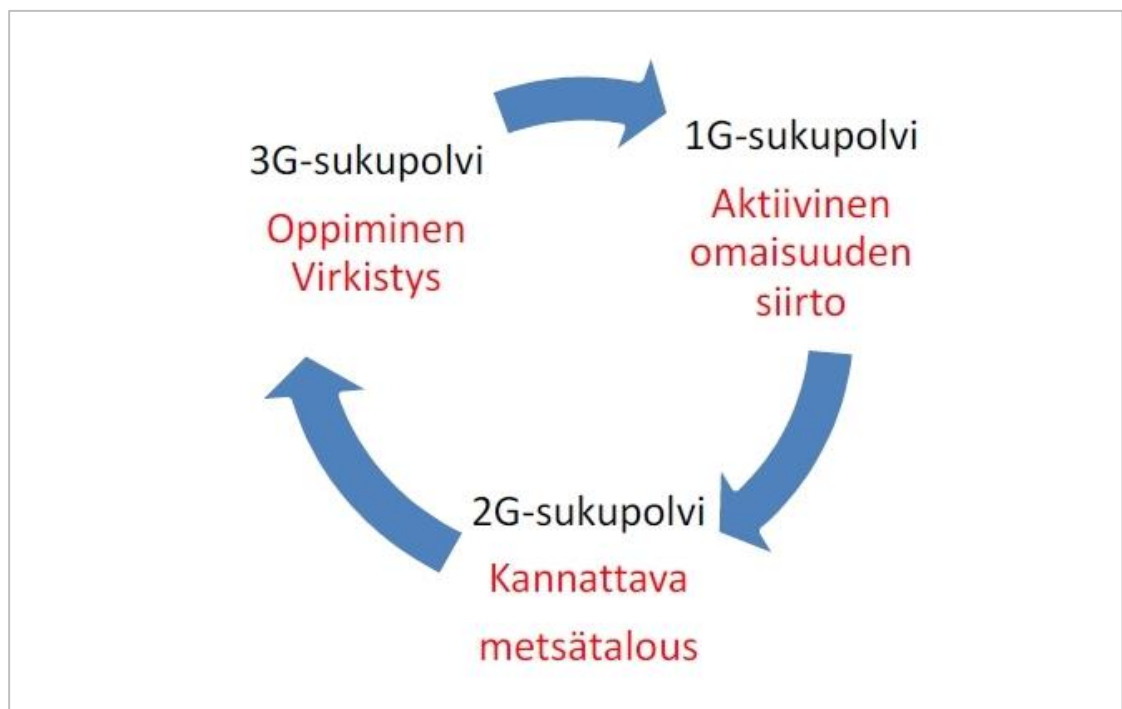 3G-sukupolvi
Oppiminen
Virkistys
1G-sukupolvi
Aktiivinen
omaisuuden
siirto
2G-sukupolvi
Kannattava
metsätalous